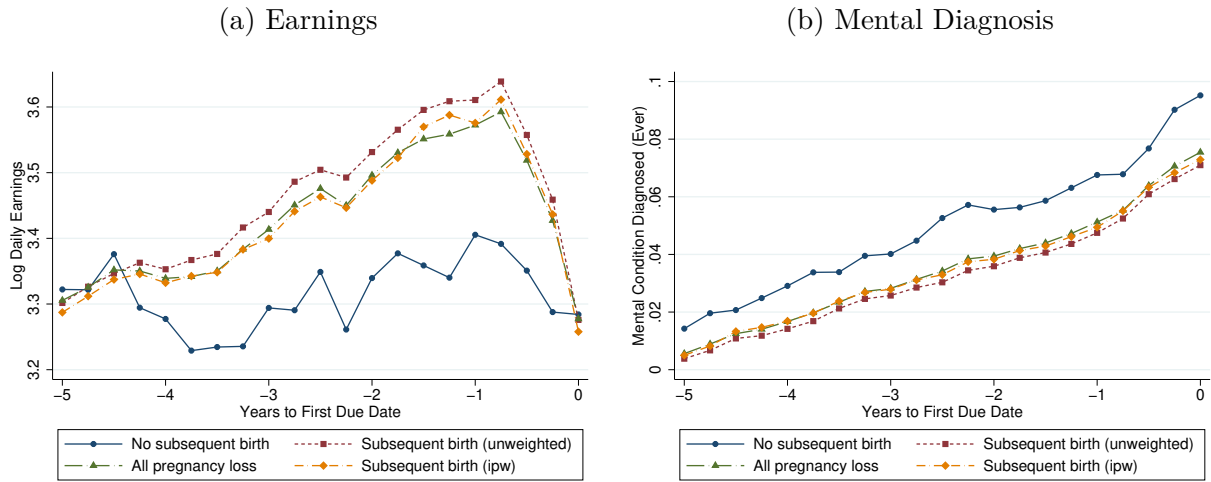 (a) Earnings
Log Daily Earnings
3.6
3.5
3.4
3.3
3.2
−5
−4
−3
−2
−1
0
Years to First Due Date
No subsequent birth
Subsequent birth (unweighted)
All pregnancy loss
Subsequent birth (ipw)
(b) Mental Diagnosis
Mental Condition Diagnosed (Ever)
.1
.08
.06
.04
.02
0
−5
−4
−3
−2
−1
0
Years to First Due Date
No subsequent birth
Subsequent birth (unweighted)
All pregnancy loss
Subsequent birth (ipw)